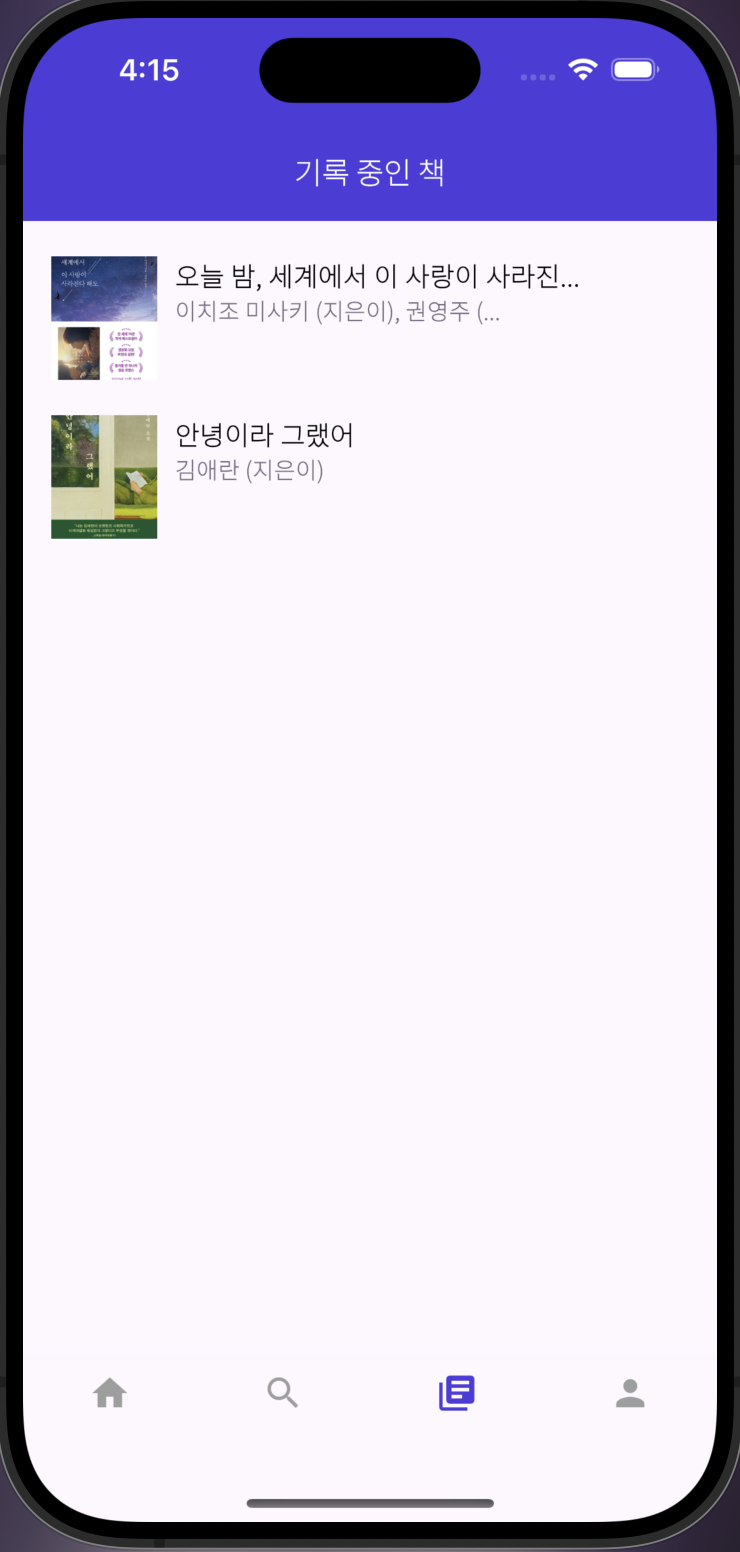 4:15
기록 중인 책
세계에서
이 사랑이
사라진다 해도
오늘 밤, 세계에서 이 사랑이 사라진...
이치조 미사키 (지은이), 권영주 (...
안녕이라
그랬어
안녕이라 그랬어
김애란 (지은이)